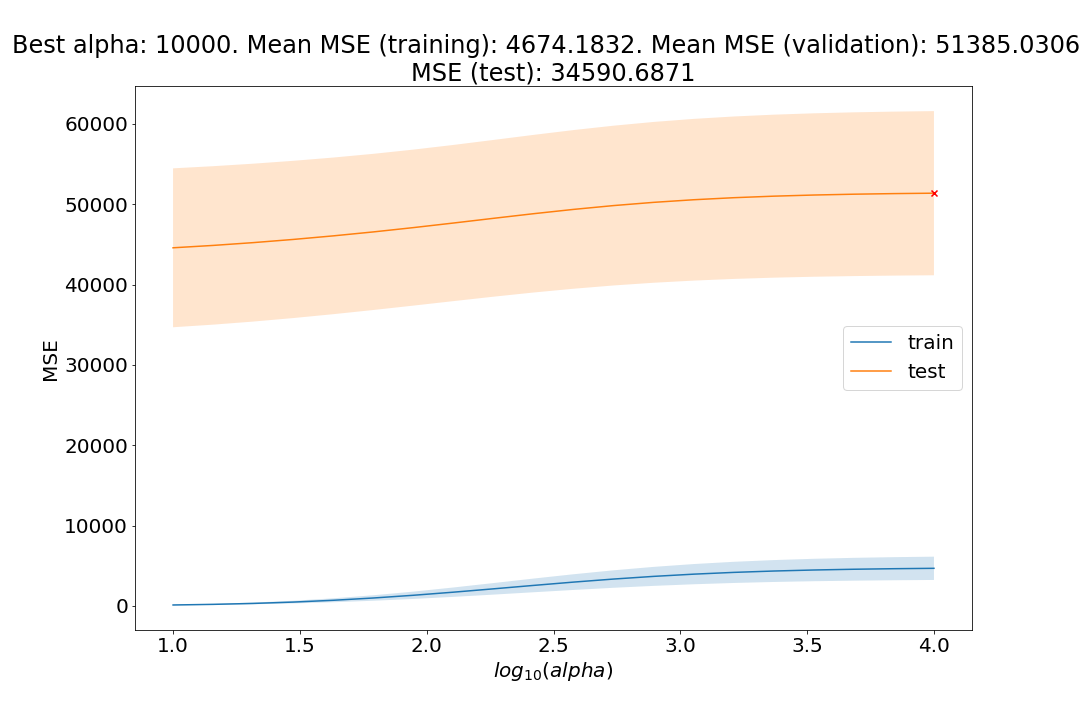 Best alpha: 10000. Mean MSE (training): 4674.1832. Mean MSE (validation): 51385.0306
MSE (test): 34590.6871
60000
50000
40000
30000
20000
10000
0
MSE
train
test
1.0 1.5 2.0 2.5 3.0 3.5 4.0
log₁₀(alpha)